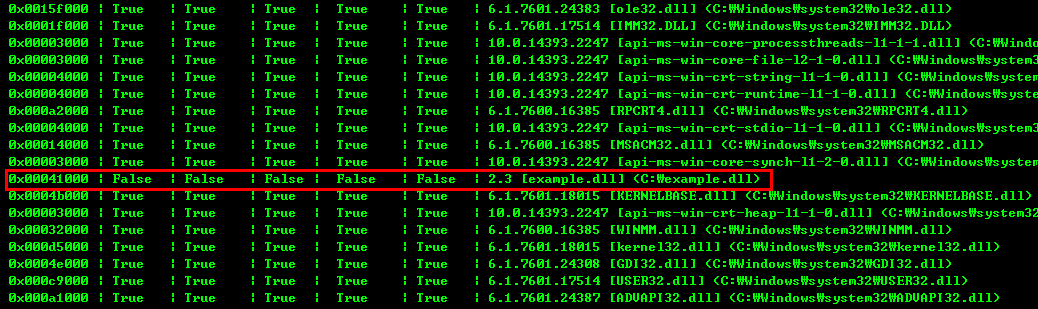 0x0015f000 | True | True | True | True | True | 6.1.7601.24383 [ole32.dll] (C:₩Windows₩system32₩ole32.dll)
0x0001f000 | True | True | True | True | True | 6.1.7601.17514 [IMM32.DLL] (C:₩Windows₩system32₩IMM32.DLL)
0x00003000 | True | True | True | True | True | 10.0.14393.2247 [api-ms-win-core-processthreads-l1-1-1.dll] (C:₩Windo
0x00003000 | True | True | True | True | True | 10.0.14393.2247 [api-ms-win-core-file-l2-1-0.dll] (C:₩Windows₩system
0x00004000 | True | True | True | True | True | 10.0.14393.2247 [api-ms-win-crt-string-l1-1-0.dll] (C:₩Windows₩syste
0x00004000 | True | True | True | True | True | 10.0.14393.2247 [api-ms-win-crt-runtime-l1-1-0.dll] (C:₩Windows₩syst
0x000a2000 | True | True | True | True | True | 6.1.7600.16385 [RPCRT4.dll] (C:₩Windows₩system32₩RPCRT4.dll)
0x00004000 | True | True | True | True | True | 10.0.14393.2247 [api-ms-win-crt-stdio-l1-1-0.dll] (C:₩Windows₩system
0x00014000 | True | True | True | True | True | 6.1.7600.16385 [MSACM32.dll] (C:₩Windows₩system32₩MSACM32.dll)
0x00003000 | True | True | True | True | True | 10.0.14393.2247 [api-ms-win-core-synch-l1-2-0.dll] (C:₩Windows₩syste
0x00041000 | False | False | False | False | False | 2.3 [example.dll] (C:₩example.dll)
0x0004b000 | True | True | True | True | True | 6.1.7601.18015 [KERNELBASE.dll] (C:₩Windows₩system32₩KERNELBASE.dll)
0x00003000 | True | True | True | True | True | 10.0.14393.2247 [api-ms-win-crt-heap-l1-1-0.dll] (C:₩Windows₩system3
0x00032000 | True | True | True | True | True | 6.1.7600.16385 [WINMM.dll] (C:₩Windows₩system32₩WINMM.dll)
0x000d5000 | True | True | True | True | True | 6.1.7601.18015 [kernel32.dll] (C:₩Windows₩system32₩kernel32.dll)
0x0004e000 | True | True | True | True | True | 6.1.7601.24308 [GDI32.dll] (C:₩Windows₩system32₩GDI32.dll)
0x000c9000 | True | True | True | True | True | 6.1.7601.17514 [USER32.dll] (C:₩Windows₩system32₩USER32.dll)
0x000a1000 | True | True | True | True | True | 6.1.7601.24387 [ADVAPI32.dll] (C:₩Windows₩system32₩ADVAPI32.dll)